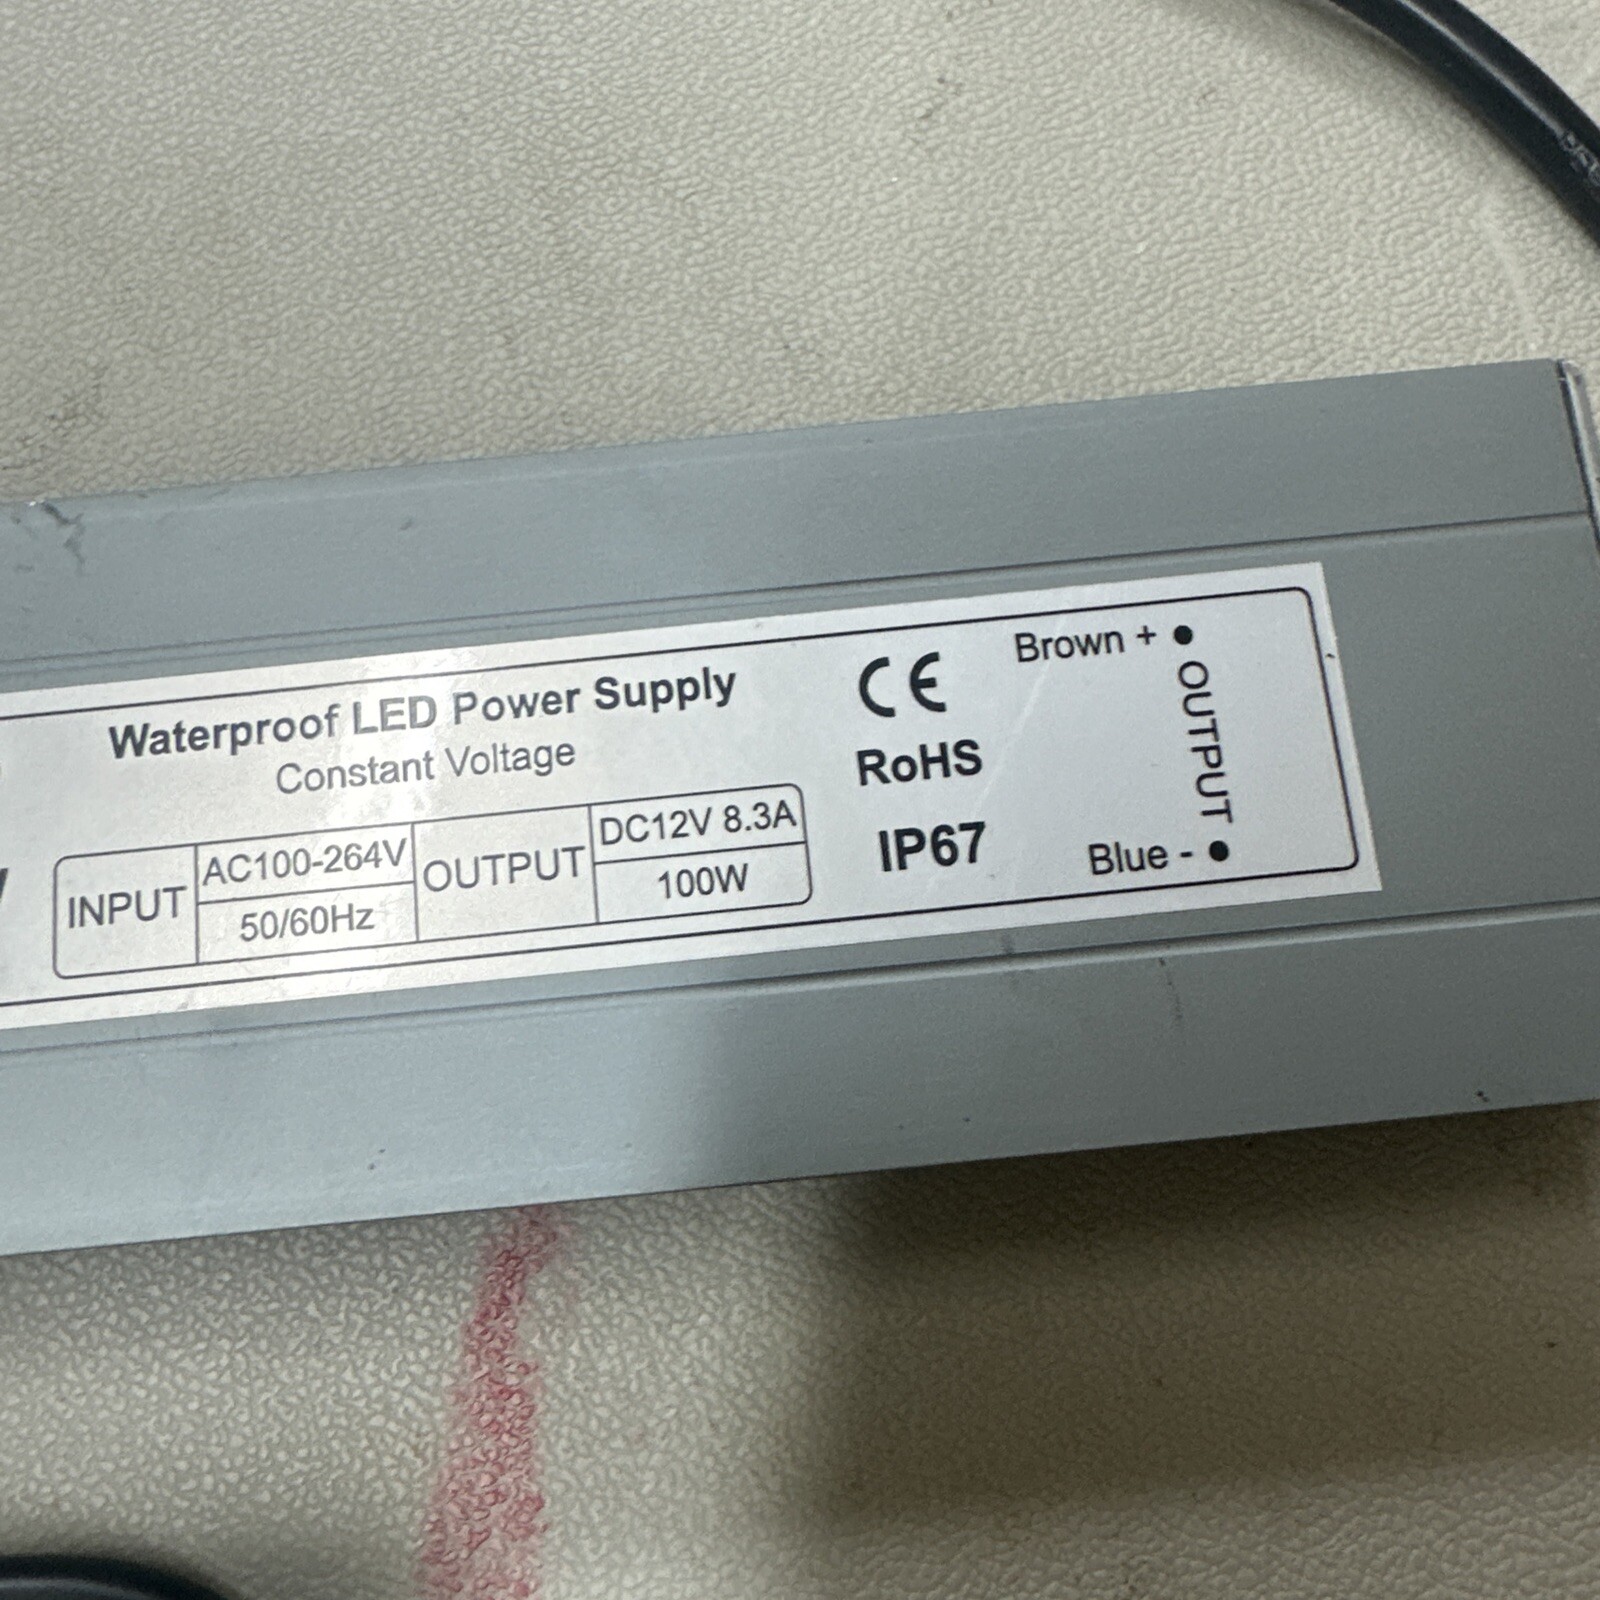 Waterproof LED Power Supply
Constant Voltage
INPUT
AC100-264V
50/60Hz
OUTPUT
DC12V 8.3A
100W
CE
RoHS
IP67
Brown +
OUTPUT
Blue -